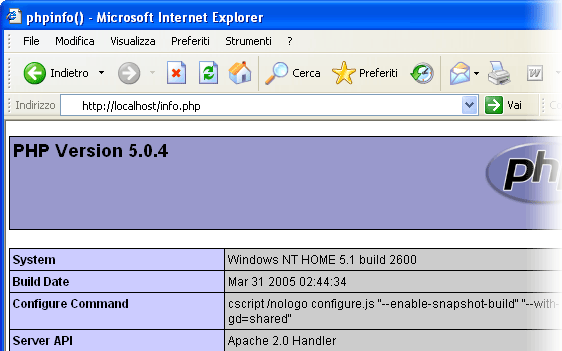 phpinfo() - Microsoft Internet Explorer
File Modifica Visualizza Preferiti Strumenti ?
Indietro Cerca Preferiti
Indirizzo http://localhost/info.php Vai
PHP Version 5.0.4
php
System Windows NT HOME 5.1 build 2600
Build Date Mar 31 2005 02:44:34
Configure Command cscript /nologo configure.js "--enable-snapshot-build" "--with-
gd=shared"
Server API Apache 2.0 Handler